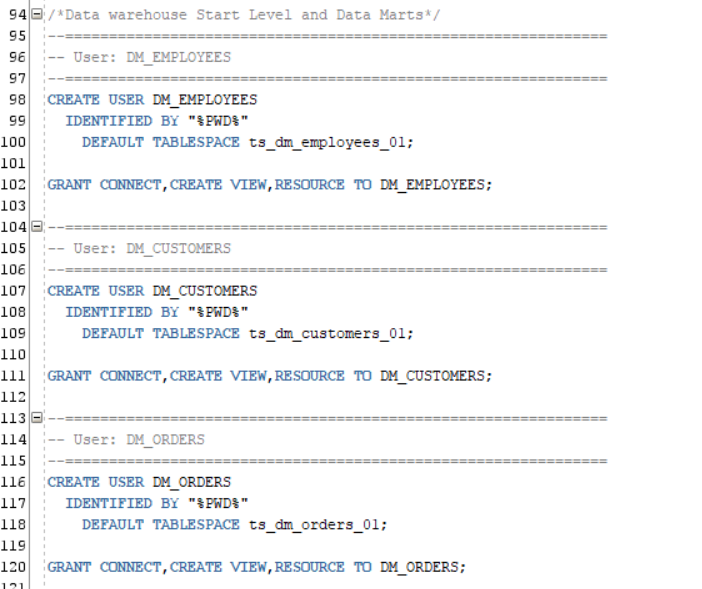 94 /*Data warehouse Start Level and Data Marts*/
95 --==============================================================
96 -- User: DM_EMPLOYEES
97 --==============================================================
98 CREATE USER DM_EMPLOYEES
99 IDENTIFIED BY "%PWD%"
100 DEFAULT TABLESPACE ts_dm_employees_01;
101
102 GRANT CONNECT,CREATE VIEW,RESOURCE TO DM_EMPLOYEES;
103
104 --==============================================================
105 -- User: DM_CUSTOMERS
106 --==============================================================
107 CREATE USER DM_CUSTOMERS
108 IDENTIFIED BY "%PWD%"
109 DEFAULT TABLESPACE ts_dm_customers_01;
110
111 GRANT CONNECT,CREATE VIEW,RESOURCE TO DM_CUSTOMERS;
112
113 --==============================================================
114 -- User: DM_ORDERS
115 --==============================================================
116 CREATE USER DM_ORDERS
117 IDENTIFIED BY "%PWD%"
118 DEFAULT TABLESPACE ts_dm_orders_01;
119
120 GRANT CONNECT,CREATE VIEW,RESOURCE TO DM_ORDERS;